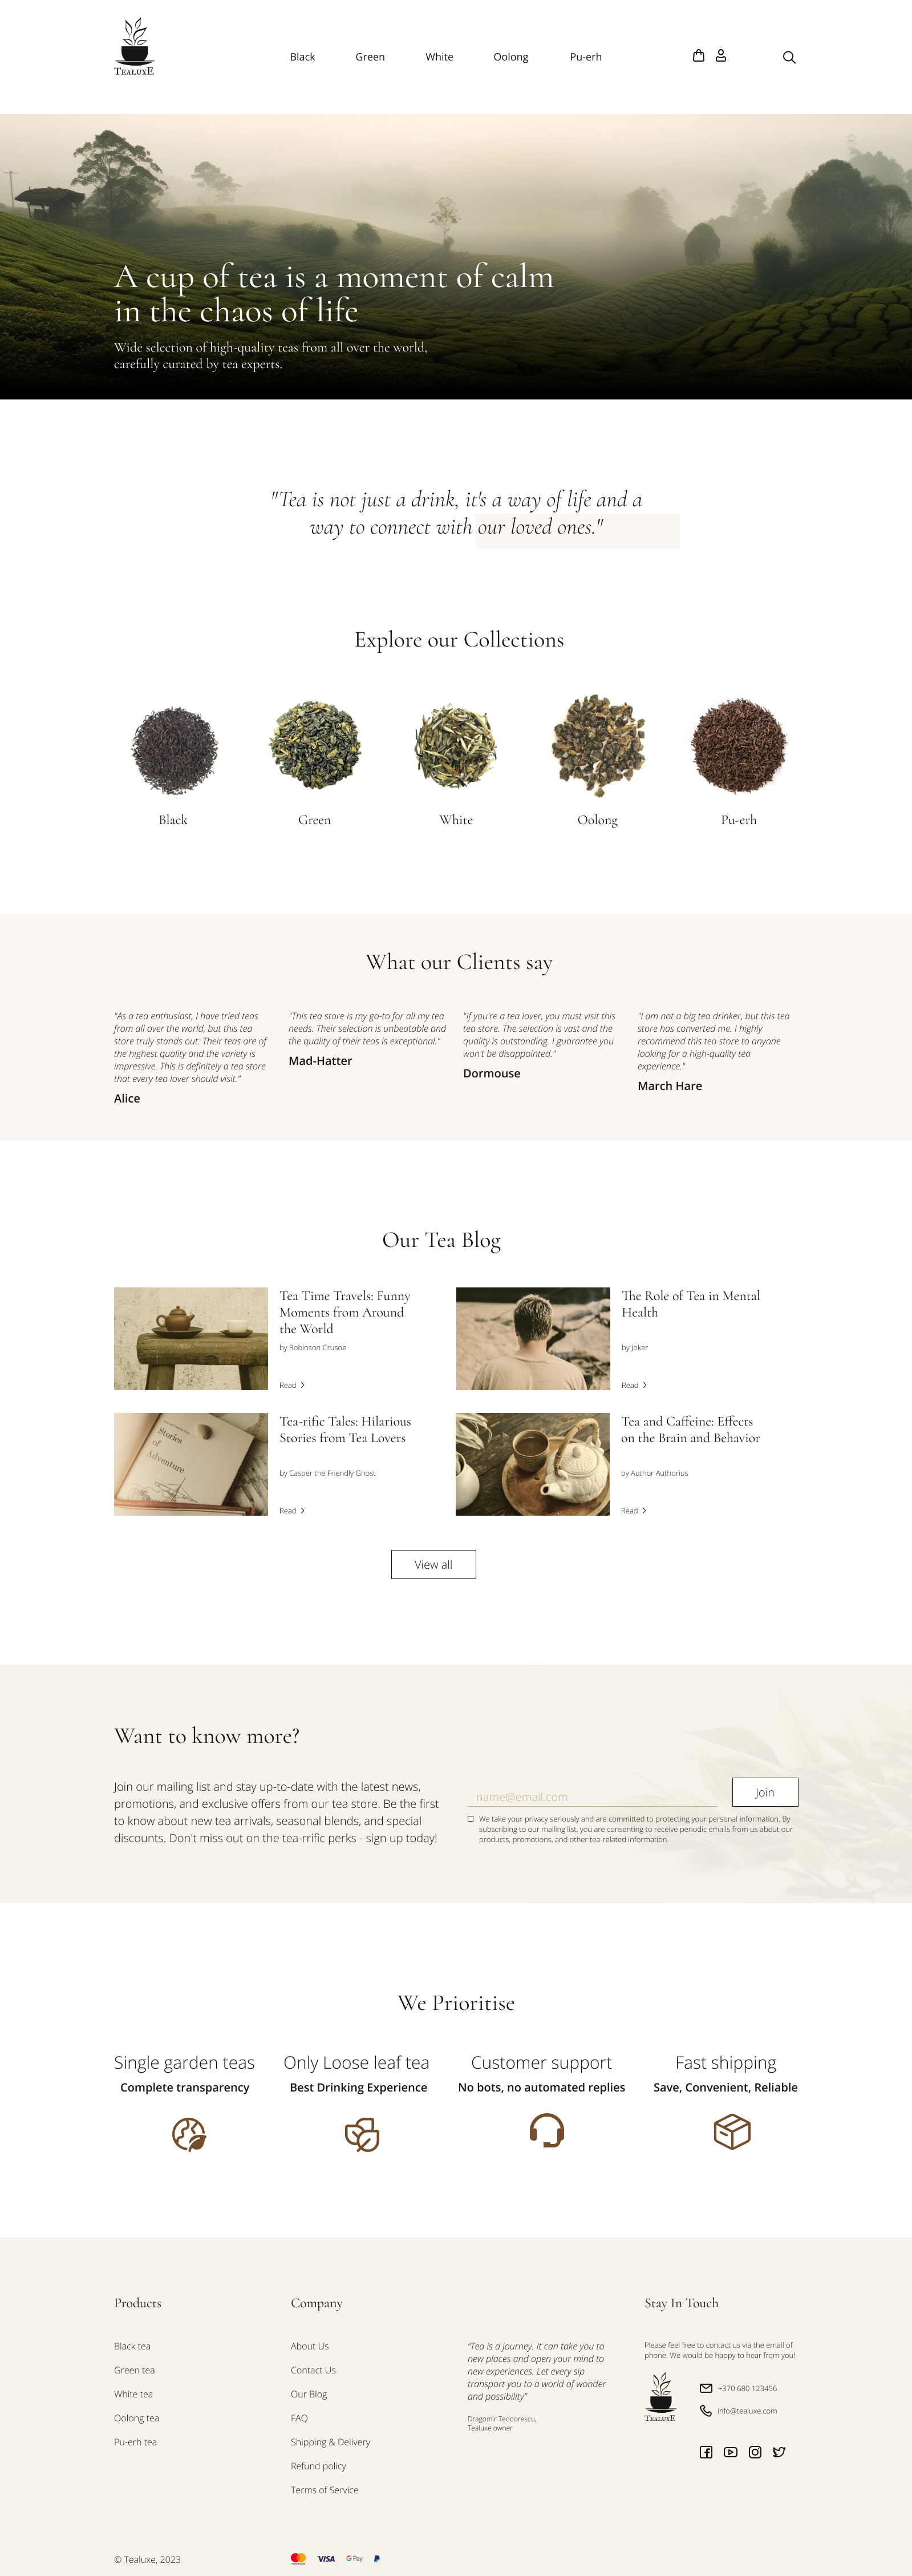 TEALUXE
Black
Green
White
Oolong
Pu-erh
A cup of tea is a moment of calm
in the chaos of life
Wide selection of high-quality teas from all over the world,
carefully curated by tea experts.
"Tea is not just a drink, it's a way of life and a
way to connect with our loved ones."
Explore our Collections
Black
Green
White
Oolong
Pu-erh
What our Clients say
"As a tea enthusiast, I have tried teas
from all over the world, but this tea
store truly stands out. Their teas are of
the highest quality and the variety is
impressive. This is definitely a tea store
that every tea lover should visit."
Alice
"This tea store is my go-to for all my tea
needs. Their selection is unbeatable and
the quality of their teas is exceptional."
Mad-Hatter
"If you're a tea lover, you must visit this
tea store. The selection is vast and the
quality is outstanding. I guarantee you
won't be disappointed."
Dormouse
"I am not a big tea drinker, but this tea
store has converted me. I highly
recommend this tea store to anyone
looking for a high-quality tea
experience."
March Hare
Our Tea Blog
Tea Time Travels: Funny
Moments from Around
the World
by Robinson Crusoe
Read
The Role of Tea in Mental
Health
by Joker
Read
Stories
of
Adventure
Tea-rific Tales: Hilarious
Stories from Tea Lovers
by Casper the Friendly Ghost
Read
Tea and Caffeine: Effects
on the Brain and Behavior
by Author Authorius
Read
View all
Want to know more?
Join our mailing list and stay up-to-date with the latest news,
promotions, and exclusive offers from our tea store. Be the first
to know about new tea arrivals, seasonal blends, and special
discounts. Don't miss out on the tea-rrific perks - sign up today!
name@email.com
Join
We take your privacy seriously and are committed to protecting your personal information. By
subscribing to our mailing list, you are consenting to receive periodic emails from us about our
products, promotions, and other tea-related information.
We Prioritise
Single garden teas
Complete transparency
Only Loose leaf tea
Best Drinking Experience
Customer support
No bots, no automated replies
Fast shipping
Save, Convenient, Reliable
Products
Black tea
Green tea
White tea
Oolong tea
Pu-erh tea
Company
About Us
Contact Us
Our Blog
FAQ
Shipping & Delivery
Refund policy
Terms of Service
"Tea is a journey. It can take you to
new places and open your mind to
new experiences. Let every sip
transport you to a world of wonder
and possibility"
Dragomir Teodorescu,
Tealuxe owner
Stay In Touch
Please feel free to contact us via the email of
phone. We would be happy to hear from you!
TEALUXE
+370 680 123456
info@tealuxe.com
© Tealuxe, 2023
VISA
G Pay